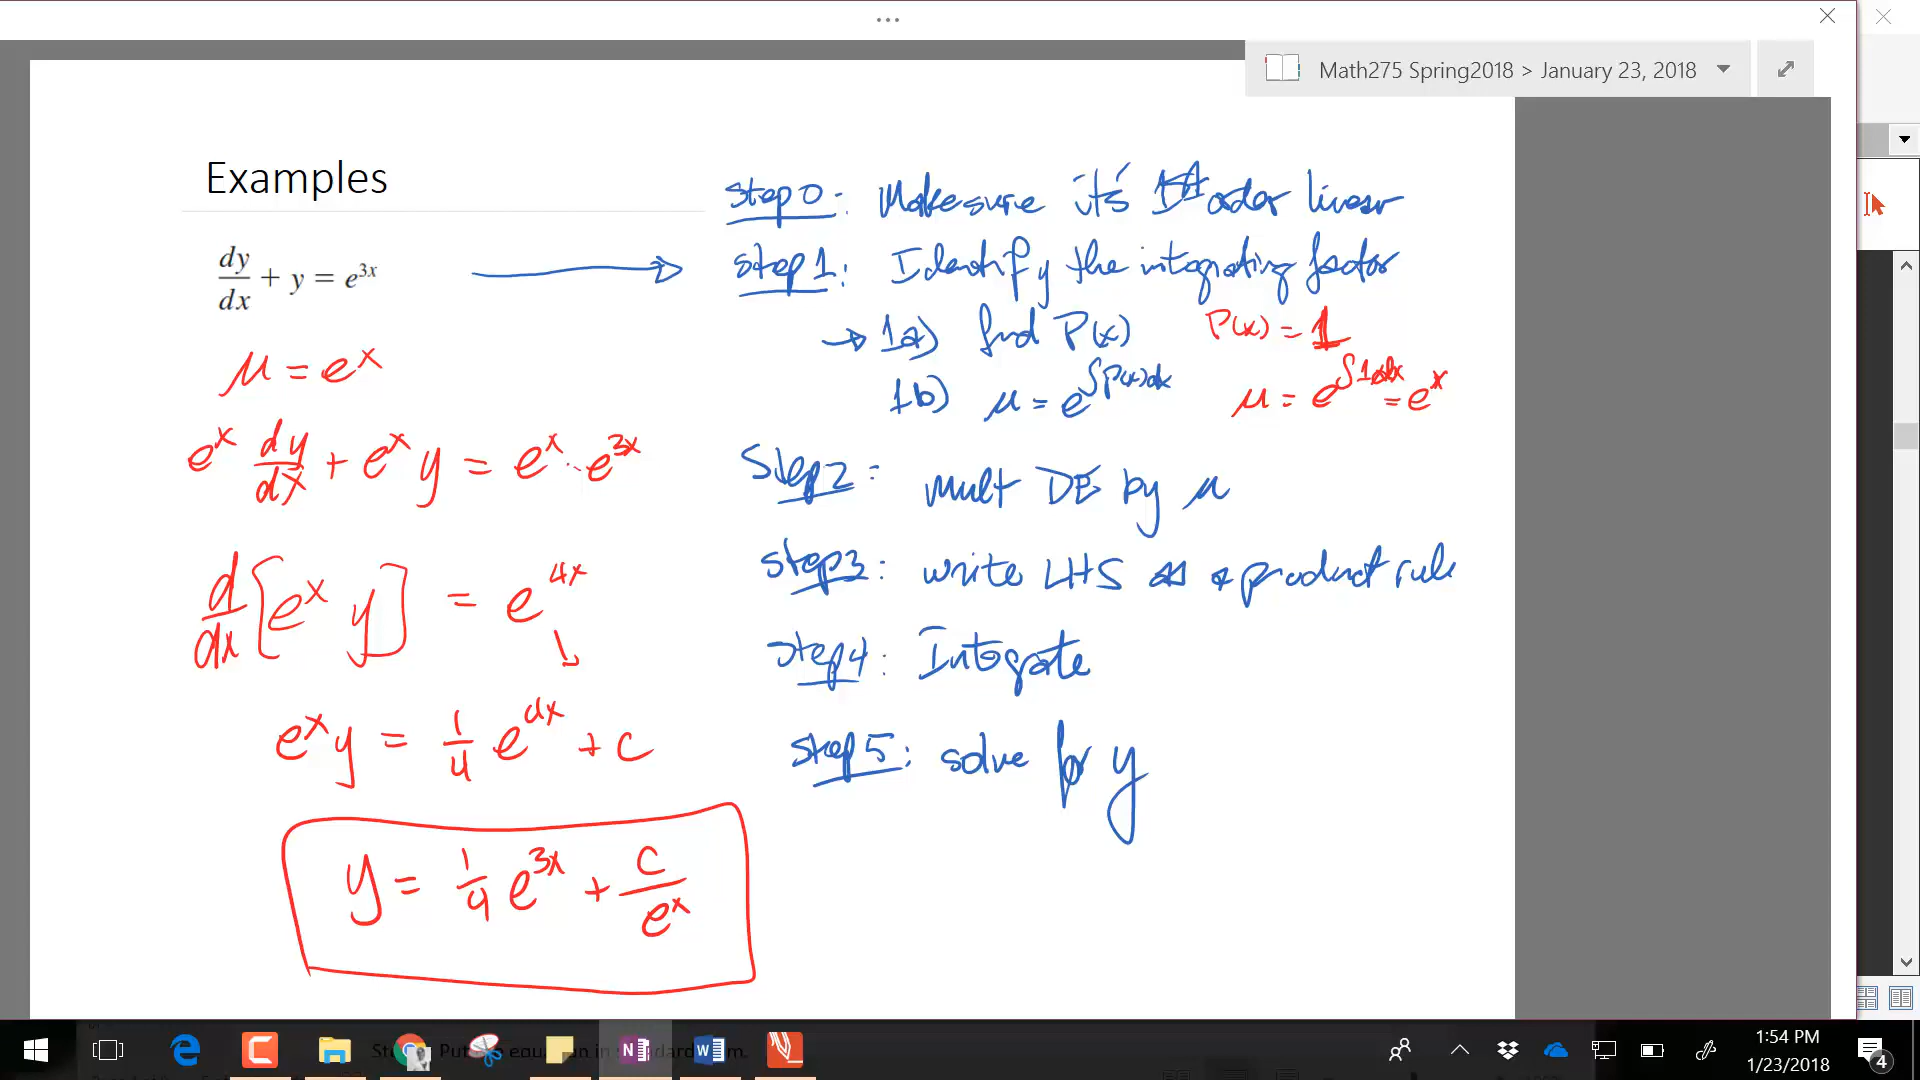 Math275 Spring2018 > January 23, 2018
Examples
dy/dx + y = e^{3x}
μ = e^x
e^x dy/dx + e^x y = e^x · e^{3x}
d/dx [e^x y] = e^{4x}
e^x y = 1/4 e^{4x} + c
y = 1/4 e^{3x} + c/e^x
Step 0: Make sure it's 1st order linear
Step 1: Identify the integrating factor
→ 1a) find P(x) P(x) = 1
1b) μ = e^{∫P(x)dx} μ = e^{∫1dx} = e^x
Step 2: mult DE by μ
Step 3: write LHS as a product rule
Step 4: Integrate
Step 5: solve for y
1:54 PM
1/23/2018
4